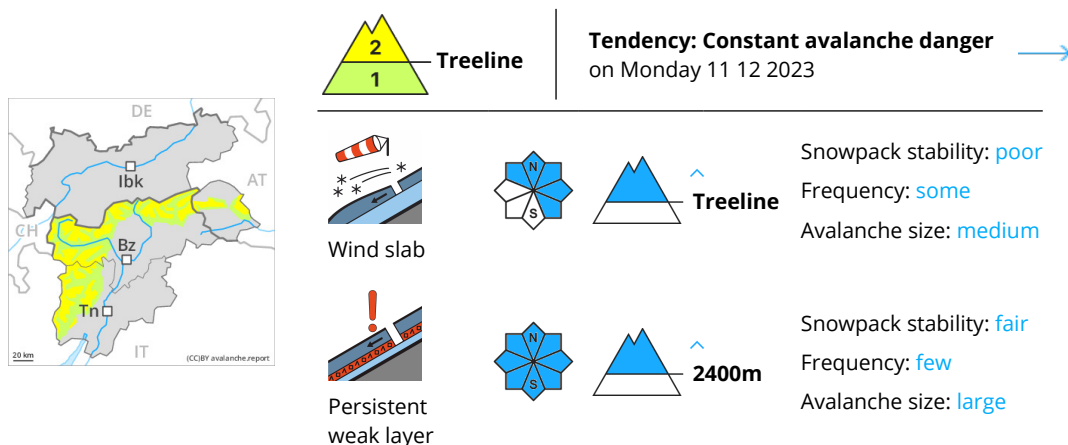 2
1
Treeline
Tendency: Constant avalanche danger
on Monday 11 12 2023
DE
Ibk
AT
CH
Bz
Tn
IT
20 km
(CC)BY avalanche.report
Wind slab
N
S
Treeline
Snowpack stability: poor
Frequency: some
Avalanche size: medium
Persistent
weak layer
N
S
2400m
Snowpack stability: fair
Frequency: few
Avalanche size: large